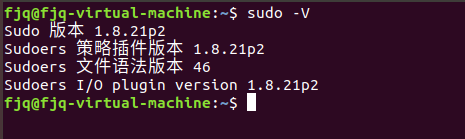 fjq@fjq-virtual-machine:~$ sudo -V
Sudo 版本 1.8.21p2
Sudoers 策略插件版本 1.8.21p2
Sudoers 文件语法版本 46
Sudoers I/O plugin version 1.8.21p2
fjq@fjq-virtual-machine:~$